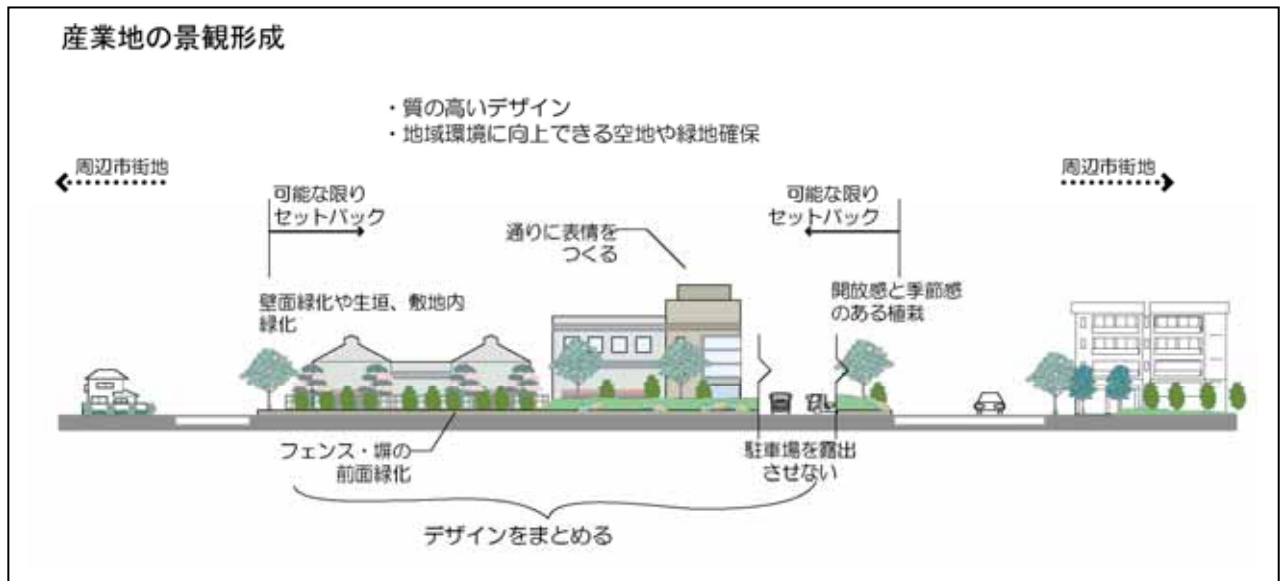 産業地の景観形成
・質の高いデザイン
・地域環境に向上できる空地や緑地確保
周辺市街地
周辺市街地
可能な限り
セットバック
可能な限り
セットバック
通りに表情を
つくる
壁面緑化や生垣、敷地内
緑化
開放感と季節感
のある植栽
フェンス・塀の
前面緑化
駐車場を露出
させない
デザインをまとめる